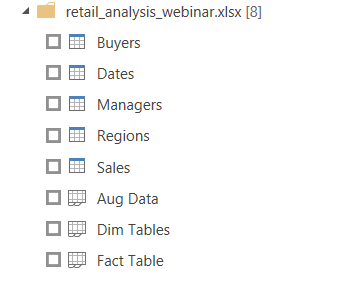 retail_analysis_webinar.xlsx [8]
Buyers
Dates
Managers
Regions
Sales
Aug Data
Dim Tables
Fact Table